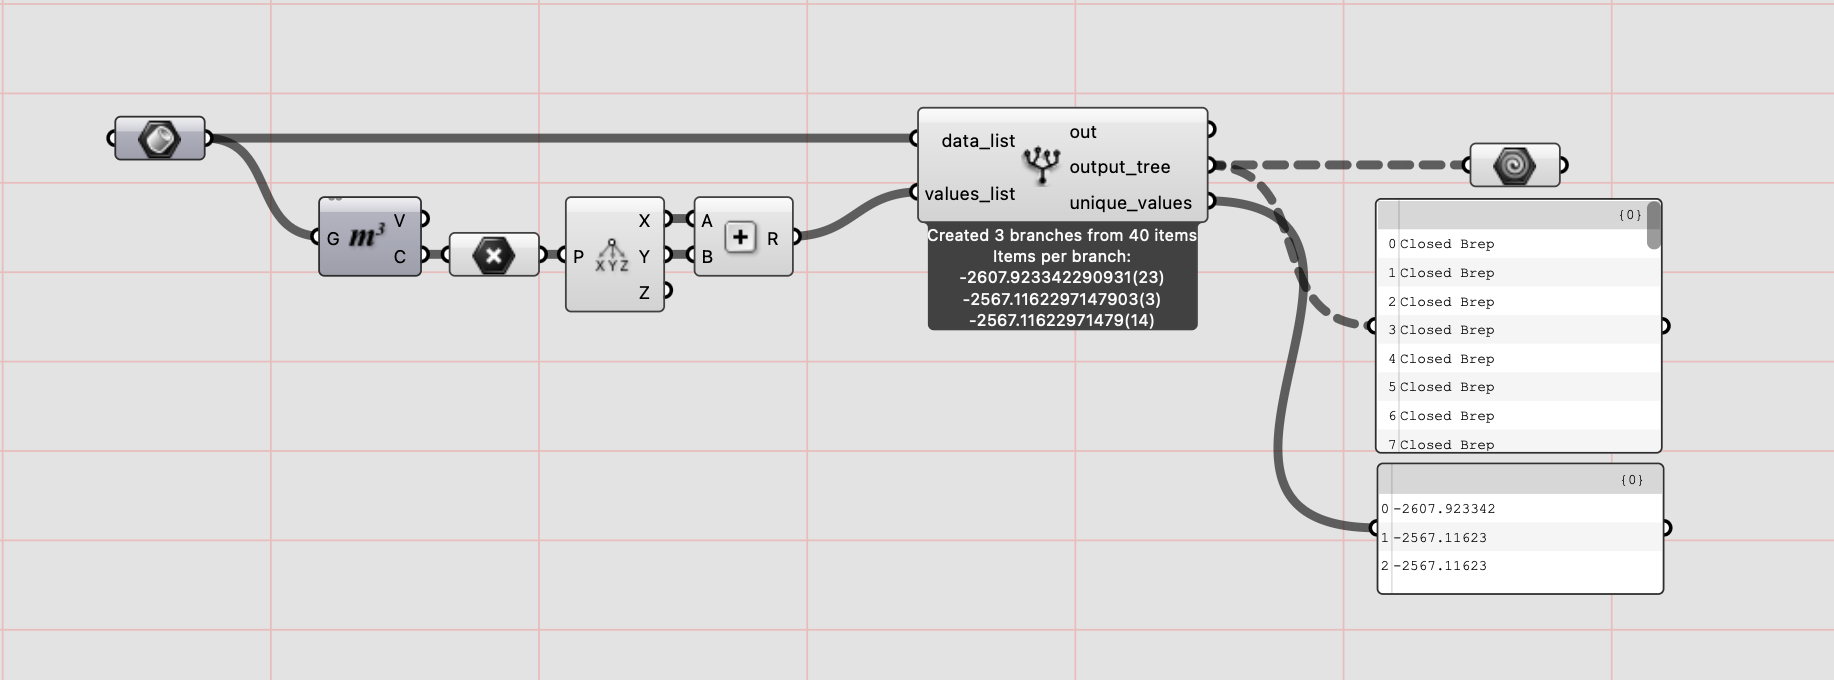 G
m³
V
C
P
XYZ
X
Y
Z
A
B
R
data_list
values_list
out
output_tree
unique_values
Created 3 branches from 40 items
Items per branch:
-2607.923342290931(23)
-2567.1162297147903(3)
-2567.11622971479(14)
{0}
0 Closed Brep
1 Closed Brep
2 Closed Brep
3 Closed Brep
4 Closed Brep
5 Closed Brep
6 Closed Brep
7 Closed Brep
{0}
0 -2607.923342
1 -2567.11623
2 -2567.11623